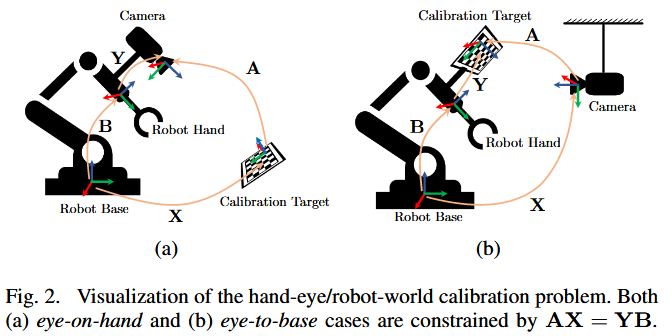 Camera
Y
A
B
Robot Hand
Robot Base
Calibration Target
X
(a)
Calibration Target
A
Y
Camera
B
Robot Hand
Robot Base
X
(b)
Fig. 2. Visualization of the hand-eye/robot-world calibration problem. Both
(a) eye-on-hand and (b) eye-to-base cases are constrained by AX = YB.